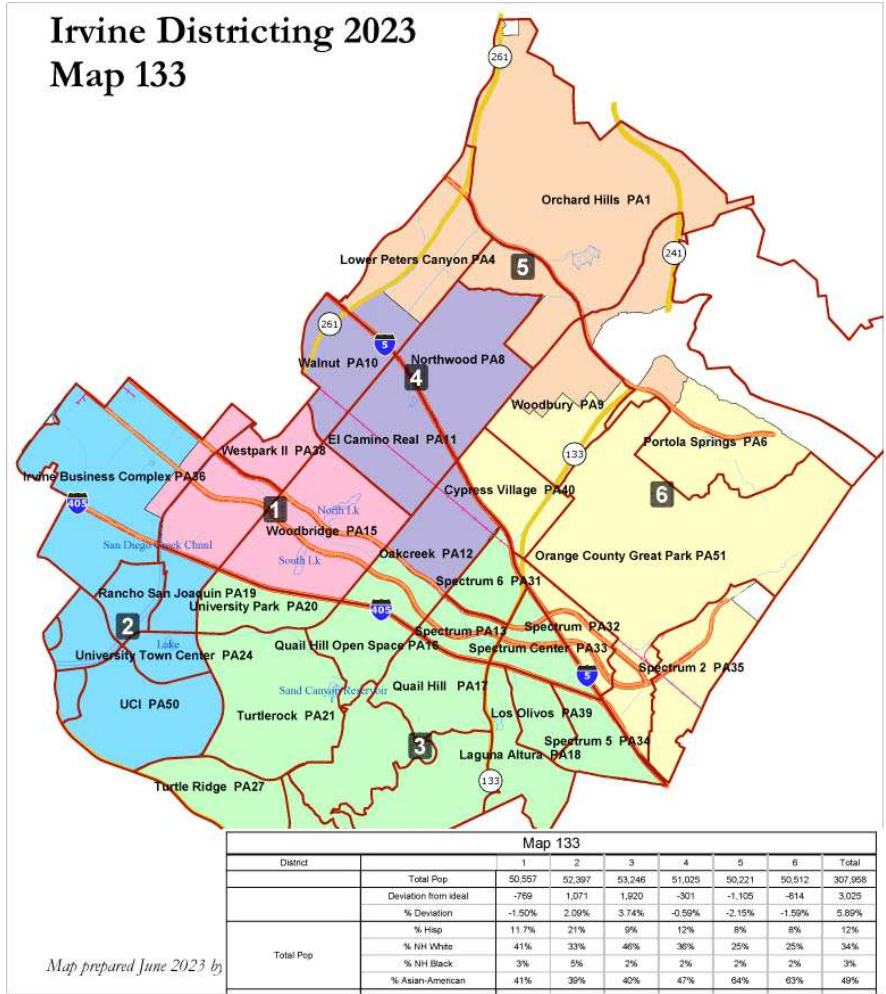 Irvine Districting 2023
Map 133
261
Orchard Hills PA1
241
Lower Peters Canyon PA4
5
261
5
Walnut PA10
Northwood PA8
4
Woodbury PA9
Westpark II PA38
El Camino Real PA11
133
Portola Springs PA6
Irvine Business Complex PA36
Cypress Village PA40
6
405
1
North Lk
Woodbridge PA15
San Diego Creek Chnnl
South Lk
Oakcreek PA12
Orange County Great Park PA51
Spectrum 6 PA31
Rancho San Joaquin PA19
University Park PA20
405
2
Spectrum PA13
Spectrum PA32
Lake
Quail Hill Open Space PA16
Spectrum Center PA33
University Town Center PA24
Spectrum 2 PA35
5
Quail Hill PA17
Sand Canyon Reservoir
UCI PA50
Turtlerock PA21
Los Olivos PA39
3
Spectrum 5 PA34
Laguna Altura PA18
133
Turtle Ridge PA27
Map 133
District 1 2 3 4 5 6 Total
Total Pop 50,557 52,397 53,246 51,025 50,221 50,512 307,958
Deviation from ideal -769 1,071 1,920 -301 -1,105 -814 3,025
% Deviation -1.50% 2.09% 3.74% -0.59% -2.15% -1.59% 5.89%
Total Pop
% Hisp 11.7% 21% 9% 12% 8% 8% 12%
% NH White 41% 33% 46% 36% 25% 25% 34%
% NH Black 3% 5% 2% 2% 2% 2% 3%
% Asian-American 41% 39% 40% 47% 64% 63% 49%
Map prepared June 2023 by